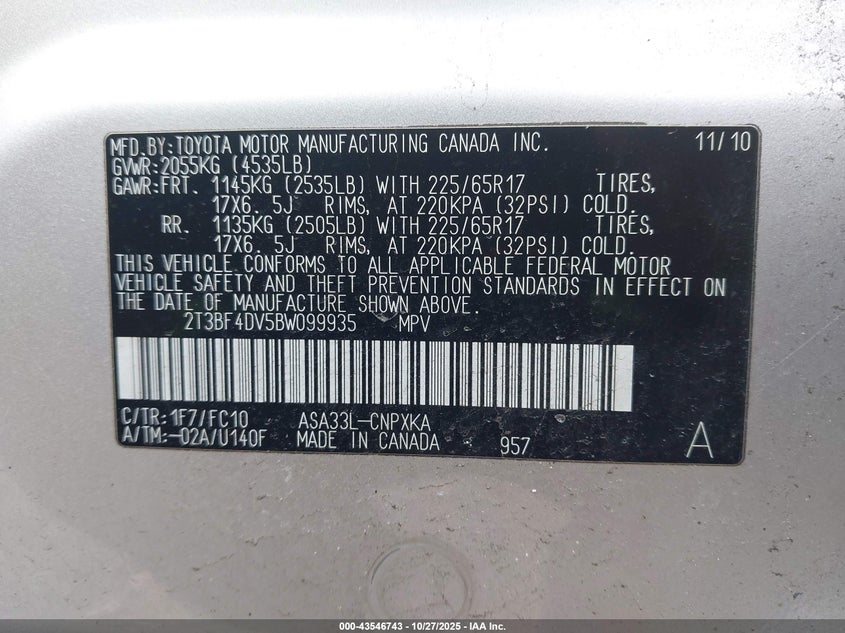 MFD.BY:TOYOTA MOTOR MANUFACTURING CANADA INC. 11/10
GVWR:2055KG (4535LB)
GAWR:FRT. 1145KG (2535LB) WITH 225/65R17 TIRES,
17X6. 5J RIMS, AT 220KPA (32PSI) COLD.
RR. 1135KG (2505LB) WITH 225/65R17 TIRES,
17X6. 5J RIMS, AT 220KPA (32PSI) COLD.
THIS VEHICLE CONFORMS TO ALL APPLICABLE FEDERAL MOTOR
VEHICLE SAFETY AND THEFT PREVENTION STANDARDS IN EFFECT ON
THE DATE OF MANUFACTURE SHOWN ABOVE.
2T3BF4DV5BW099935 MPV
C/TR:1F7/FC10 ASA33L-CNPXKA
A/TM:-02A/U140F MADE IN CANADA 957 A
000-43546743 | 10/27/2025 | IAA Inc.